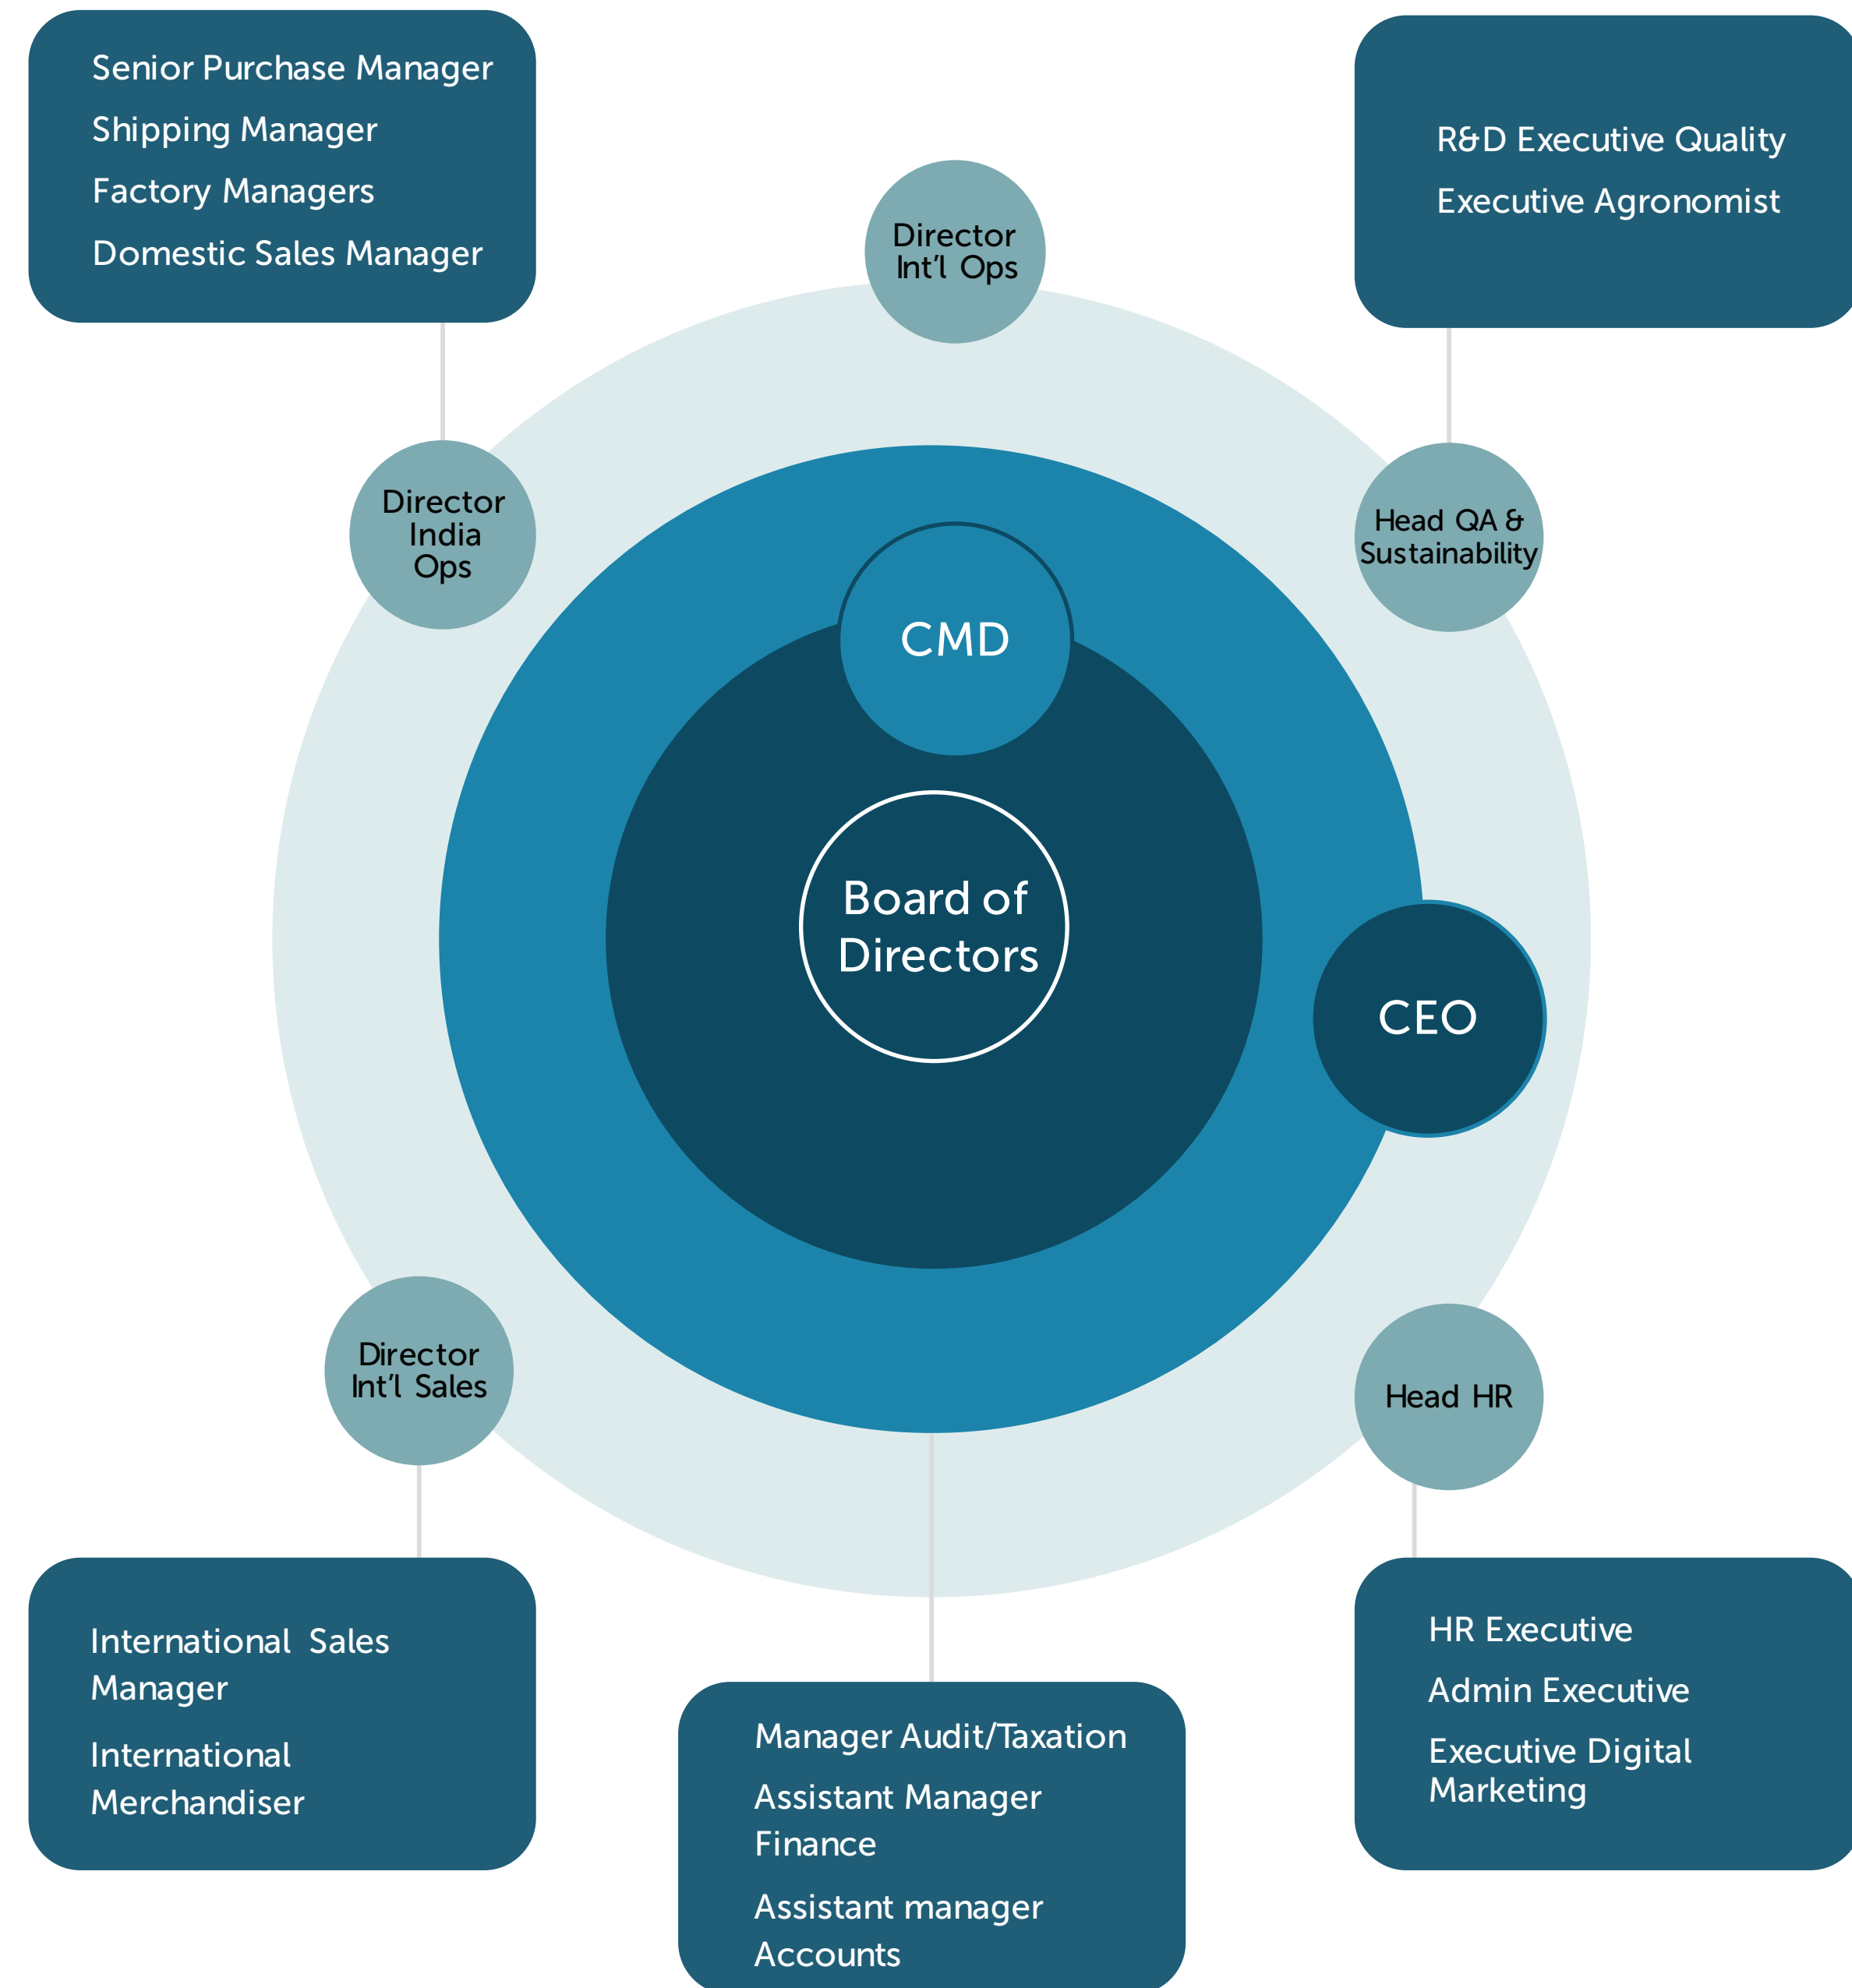 Senior Purchase Manager
Shipping Manager
Factory Managers
Domestic Sales Manager
R&D Executive Quality
Executive Agronomist
Director
Int’l Ops
Director
India
Ops
Head QA &
Sustainability
CMD
Board of
Directors
CEO
Director
Int’l Sales
Head HR
International Sales
Manager
International
Merchandiser
Manager Audit/Taxation
Assistant Manager
Finance
Assistant manager
Accounts
HR Executive
Admin Executive
Executive Digital
Marketing